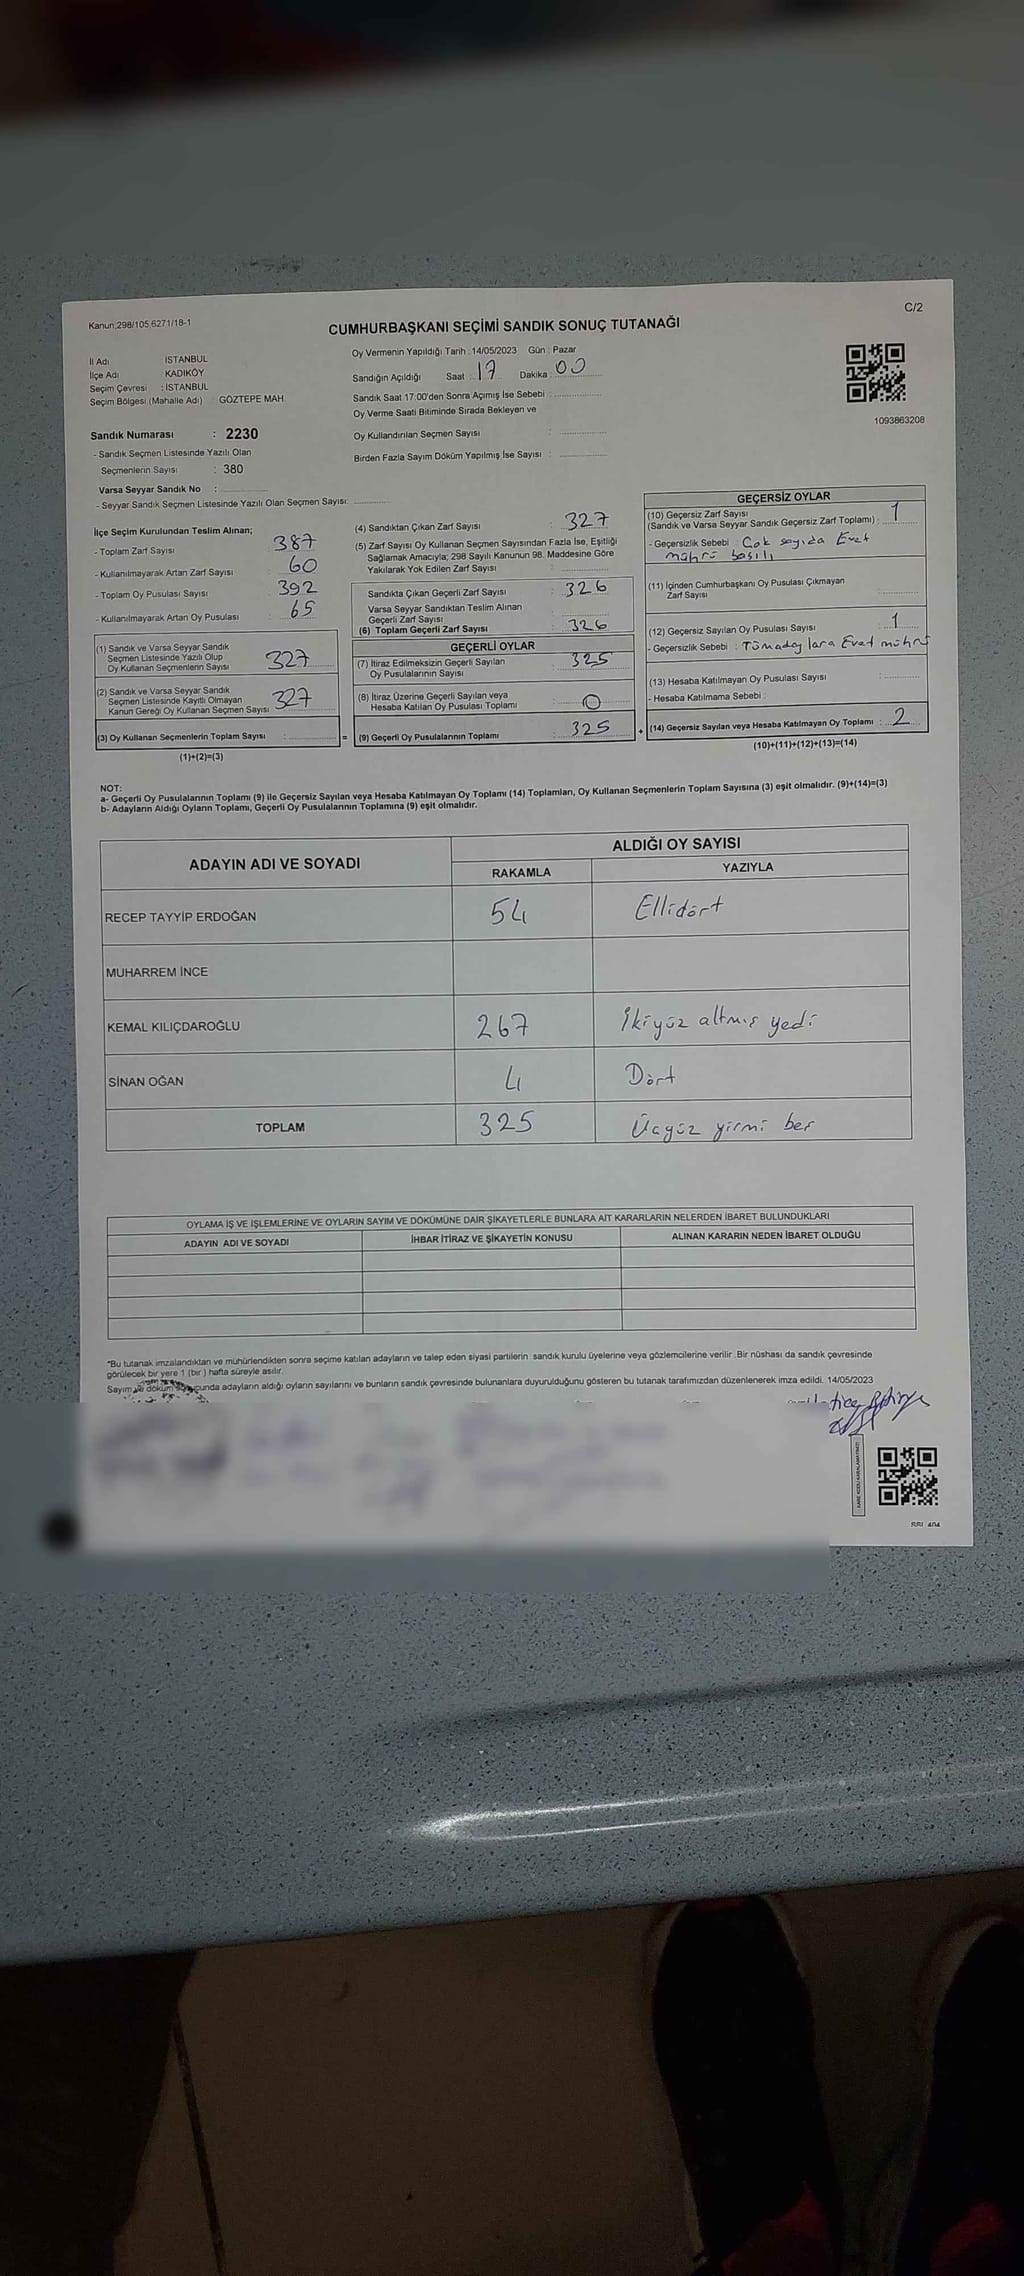 Kanun:298/105,6271/18-1
C/2
CUMHURBAŞKANI SEÇİMİ SANDIK SONUÇ TUTANAĞI
İl Adı İSTANBUL
İlçe Adı KADIKÖY
Seçim Çevresi : İSTANBUL
Seçim Bölgesi (Mahalle Adı) GÖZTEPE MAH.
Oy Vermenin Yapıldığı Tarih :14/05/2023 Gün : Pazar
Sandığın Açıldığı Saat : 17 Dakika : 00
Sandık Saat 17:00'den Sonra Açımış İse Sebebi :
Oy Verme Saati Bitiminde Sırada Bekleyen ve
Oy Kullandırılan Seçmen Sayısı :
Birden Fazla Sayım Döküm Yapılmış İse Sayısı :
1093863208
Sandık Numarası : 2230
- Sandık Seçmen Listesinde Yazılı Olan
Seçmenlerin Sayısı : 380
Varsa Seyyar Sandık No :
- Seyyar Sandık Seçmen Listesinde Yazılı Olan Seçmen Sayısı:
İlçe Seçim Kurulundan Teslim Alınan;
- Toplam Zarf Sayısı 387
- Kullanılmayarak Artan Zarf Sayısı : 60
- Toplam Oy Pusulası Sayısı : 392
- Kullanılmayarak Artan Oy Pusulası : 65
(1) Sandık ve Varsa Seyyar Sandık
Seçmen Listesinde Yazılı Olup
Oy Kullanan Seçmenlerin Sayısı 327
(2) Sandık ve Varsa Seyyar Sandık
Seçmen Listesinde Kayıtlı Olmayan
Kanun Gereği Oy Kullanan Seçmen Sayısı 327
(3) Oy Kullanan Seçmenlerin Toplam Sayısı : =
(1)+(2)=(3)
(4) Sandıktan Çıkan Zarf Sayısı : 327
(5) Zarf Sayısı Oy Kullanan Seçmen Sayısından Fazla İse, Eşitliği
Sağlamak Amacıyla; 298 Sayılı Kanunun 98. Maddesine Göre
Yakılarak Yok Edilen Zarf Sayısı :
Sandıkta Çıkan Geçerli Zarf Sayısı : 326
Varsa Seyyar Sandıktan Teslim Alınan
Geçerli Zarf Sayısı :
(6) Toplam Geçerli Zarf Sayısı : 326
GEÇERLİ OYLAR
(7) İtiraz Edilmeksizin Geçerli Sayılan
Oy Pusulalarının Sayısı : 325
(8) İtiraz Üzerine Geçerli Sayılan veya
Hesaba Katılan Oy Pusulası Toplamı : 0
(9) Geçerli Oy Pusulalarının Toplamı : 325 +
GEÇERSİZ OYLAR
(10) Geçersiz Zarf Sayısı
(Sandık ve Varsa Seyyar Sandık Geçersiz Zarf Toplamı) : 1
- Geçersizlik Sebebi : Çok sayıda Evet
mührü basılı
(11) İçinden Cumhurbaşkanı Oy Pusulası Çıkmayan
Zarf Sayısı :
(12) Geçersiz Sayılan Oy Pusulası Sayısı : 1
- Geçersizlik Sebebi : Tüm adaylara Evet mührü
(13) Hesaba Katılmayan Oy Pusulası Sayısı :
- Hesaba Katılmama Sebebi :
(14) Geçersiz Sayılan veya Hesaba Katılmayan Oy Toplamı : 2
(10)+(11)+(12)+(13)=(14)
NOT:
a- Geçerli Oy Pusulalarının Toplamı (9) ile Geçersiz Sayılan veya Hesaba Katılmayan Oy Toplamı (14) Toplamları, Oy Kullanan Seçmenlerin Toplam Sayısına (3) eşit olmalıdır. (9)+(14)=(3)
b- Adayların Aldığı Oyların Toplamı, Geçerli Oy Pusulalarının Toplamına (9) eşit olmalıdır.
ADAYIN ADI VE SOYADI ALDIĞI OY SAYISI
RAKAMLA YAZIYLA
RECEP TAYYİP ERDOĞAN 54 Ellidört
MUHARREM İNCE
KEMAL KILIÇDAROĞLU 267 İkiyüz altmış yedi
SİNAN OĞAN 4 Dört
TOPLAM 325 Üçyüz yirmi beş
OYLAMA İŞ VE İŞLEMLERİNE VE OYLARIN SAYIM VE DÖKÜMÜNE DAİR ŞİKAYETLERLE BUNLARA AİT KARARLARIN NELERDEN İBARET BULUNDUKLARI
ADAYIN ADI VE SOYADI İHBAR İTİRAZ VE ŞİKAYETİN KONUSU ALINAN KARARIN NEDEN İBARET OLDUĞU
*Bu tutanak imzalandıktan ve mühürlendikten sonra seçime katılan adayların ve talep eden siyasi partilerin sandık kurulu üyelerine veya gözlemcilerine verilir .Bir nüshası da sandık çevresinde
görülecek bir yere 1 (bir ) hafta süreyle asılır.
Sayım ve döküm sonucunda adayların aldığı oyların sayılarını ve bunların sandık çevresinde bulunanlara duyurulduğunu gösteren bu tutanak tarafımızdan düzenlenerek imza edildi. 14/05/2023